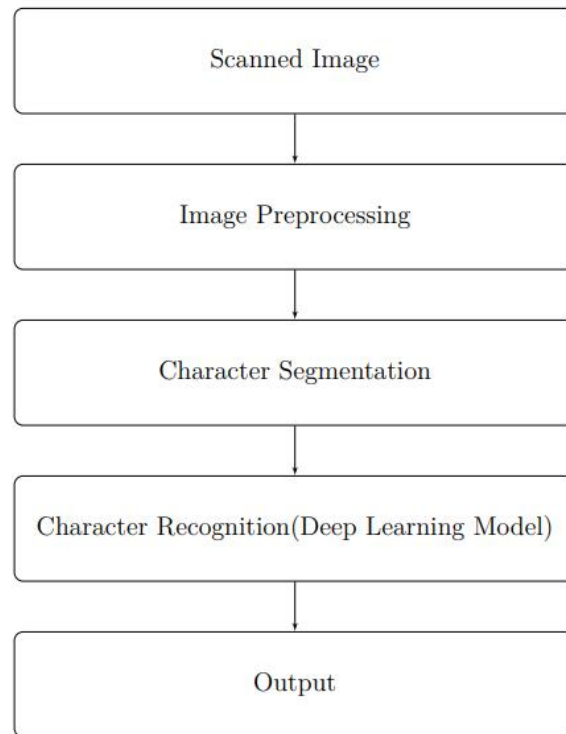 Scanned Image
Image Preprocessing
Character Segmentation
Character Recognition(Deep Learning Model)
Output